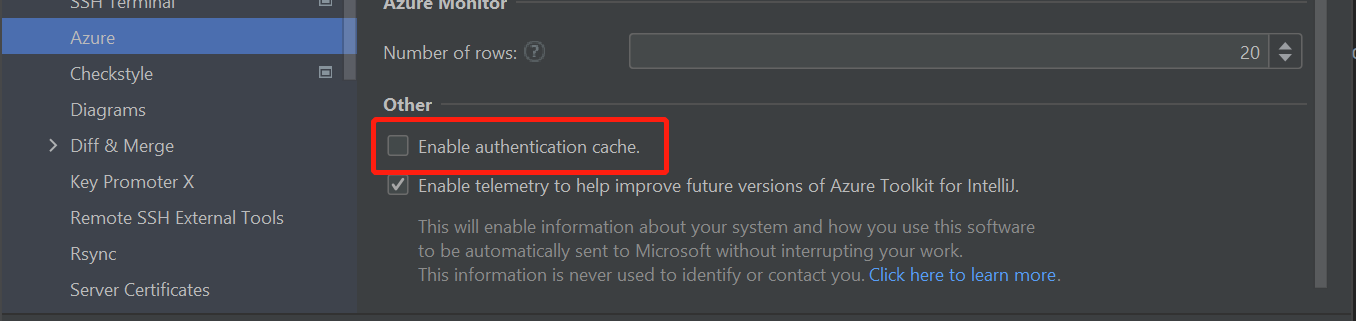 SSH Terminal
Azure
Checkstyle
Diagrams
Diff & Merge
Key Promoter X
Remote SSH External Tools
Rsync
Server Certificates
Azure Monitor
Number of rows: ?
20
Other
Enable authentication cache.
Enable telemetry to help improve future versions of Azure Toolkit for IntelliJ.
This will enable information about your system and how you use this software
to be automatically sent to Microsoft without interrupting your work.
This information is never used to identify or contact you. Click here to learn more.